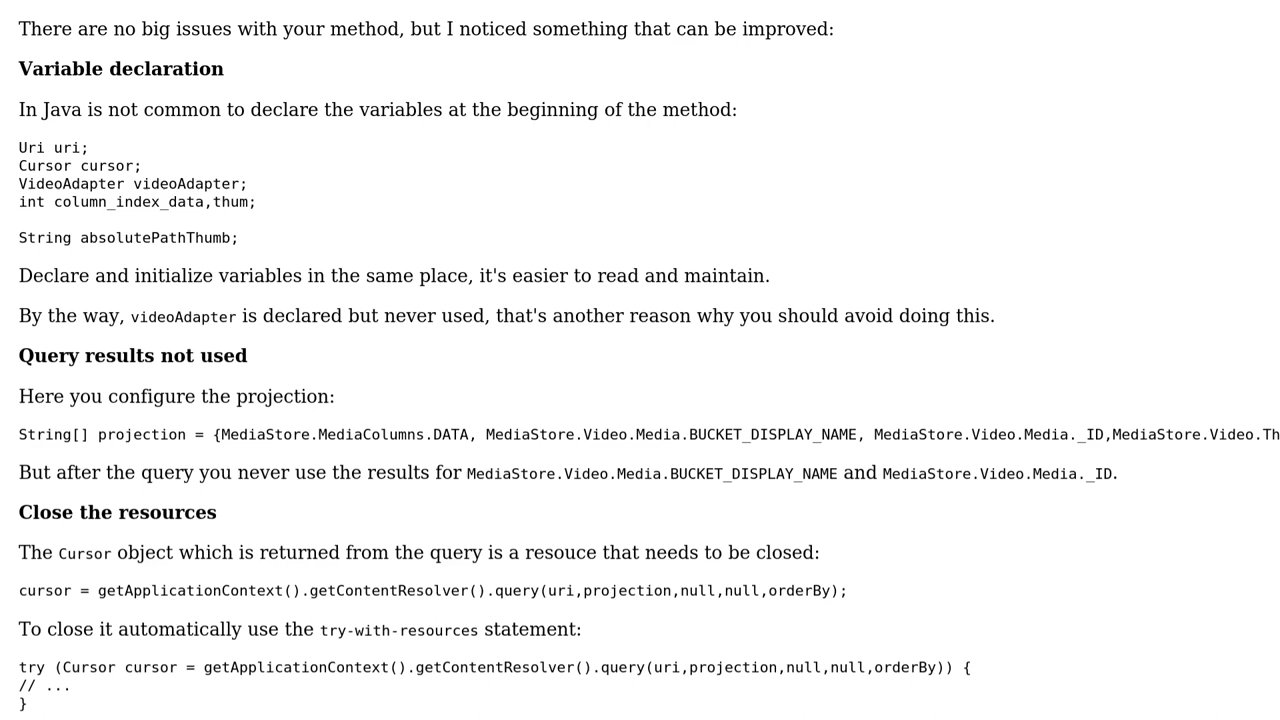 There are no big issues with your method, but I noticed something that can be improved:
Variable declaration
In Java is not common to declare the variables at the beginning of the method:
Uri uri;
Cursor cursor;
VideoAdapter videoAdapter;
int column_index_data,thum;
String absolutePathThumb;
Declare and initialize variables in the same place, it's easier to read and maintain.
By the way, videoAdapter is declared but never used, that's another reason why you should avoid doing this.
Query results not used
Here you configure the projection:
String[] projection = {MediaStore.MediaColumns.DATA, MediaStore.Video.Media.BUCKET_DISPLAY_NAME, MediaStore.Video.Media._ID,MediaStore.Video.Th
But after the query you never use the results for MediaStore.Video.Media.BUCKET_DISPLAY_NAME and MediaStore.Video.Media._ID.
Close the resources
The Cursor object which is returned from the query is a resouce that needs to be closed:
cursor = getApplicationContext().getContentResolver().query(uri,projection,null,null,orderBy);
To close it automatically use the try-with-resources statement:
try (Cursor cursor = getApplicationContext().getContentResolver().query(uri,projection,null,null,orderBy)) {
// ...
}